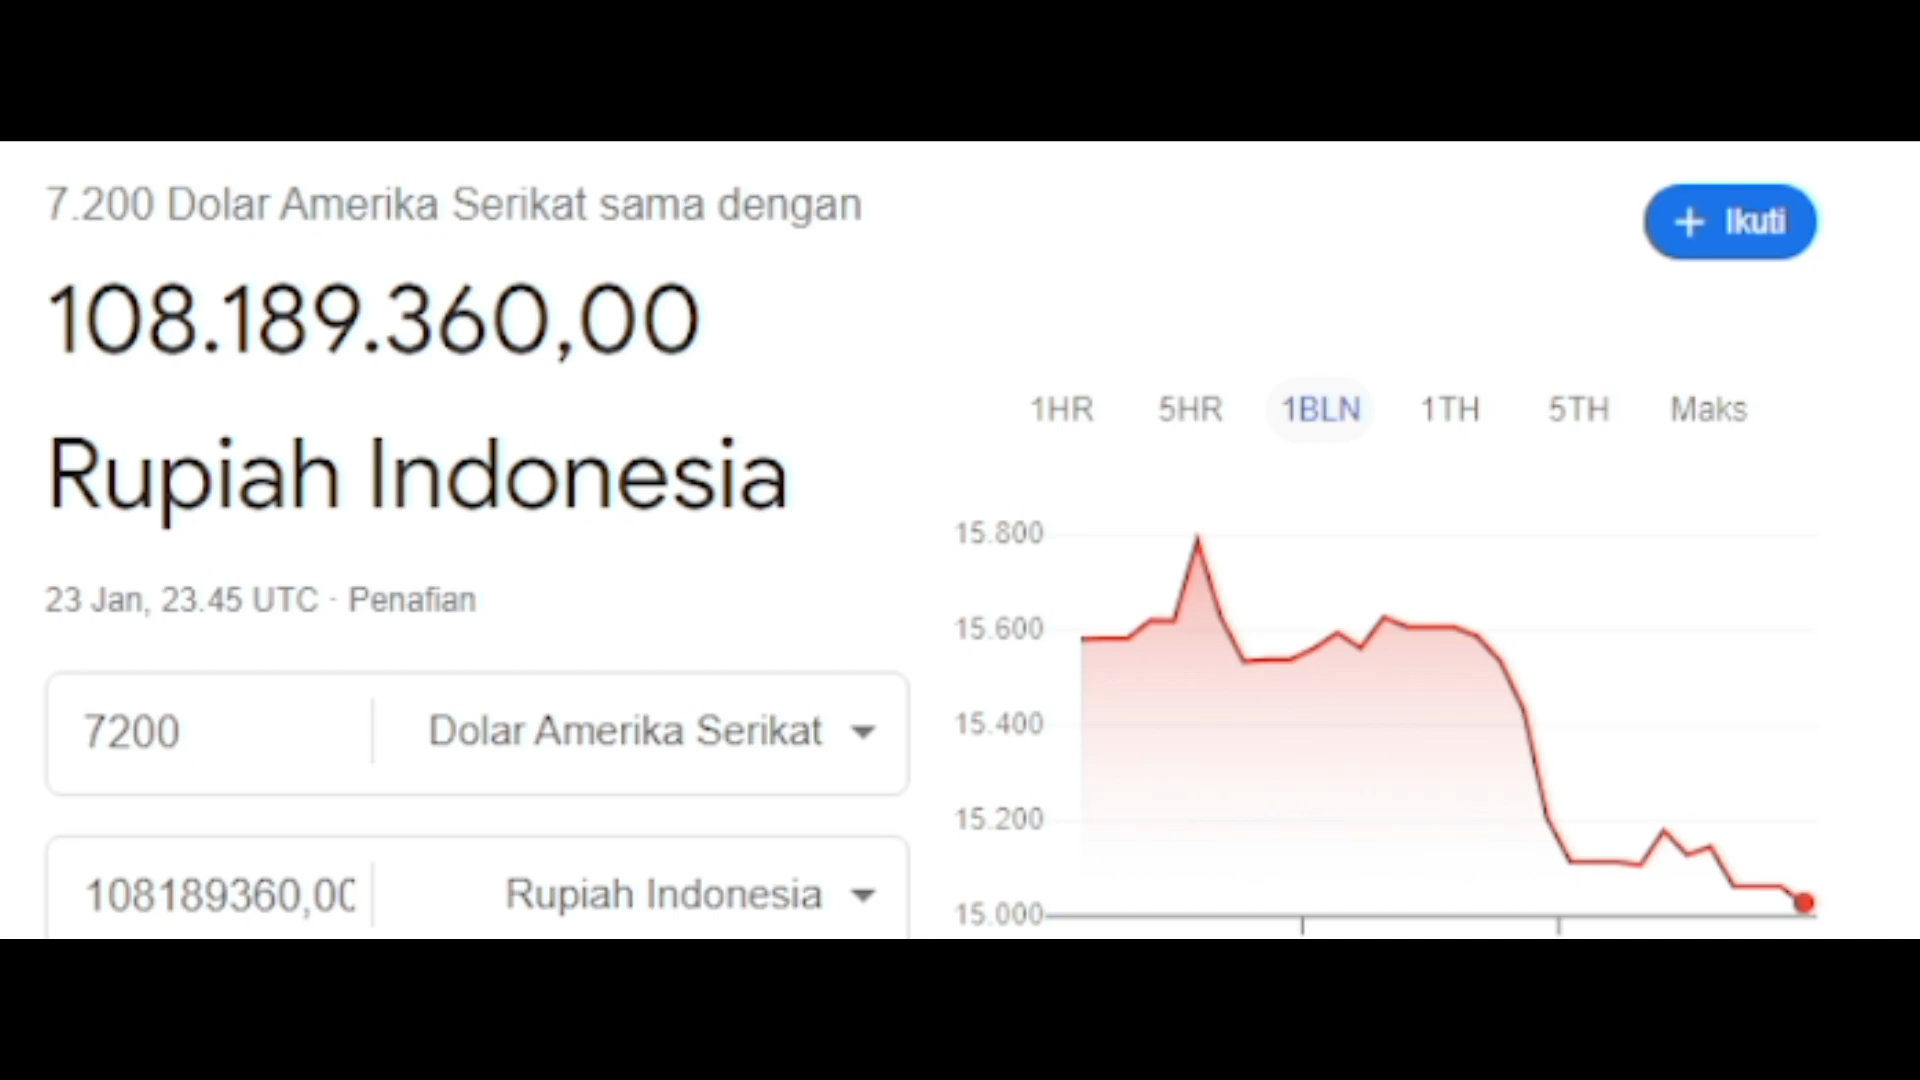 7.200 Dolar Amerika Serikat sama dengan
+ Ikuti
108.189.360,00
Rupiah Indonesia
23 Jan, 23.45 UTC · Penafian
7200 Dolar Amerika Serikat
108189360,00 Rupiah Indonesia
1HR 5HR 1BLN 1TH 5TH Maks
15.800
15.600
15.400
15.200
15.000